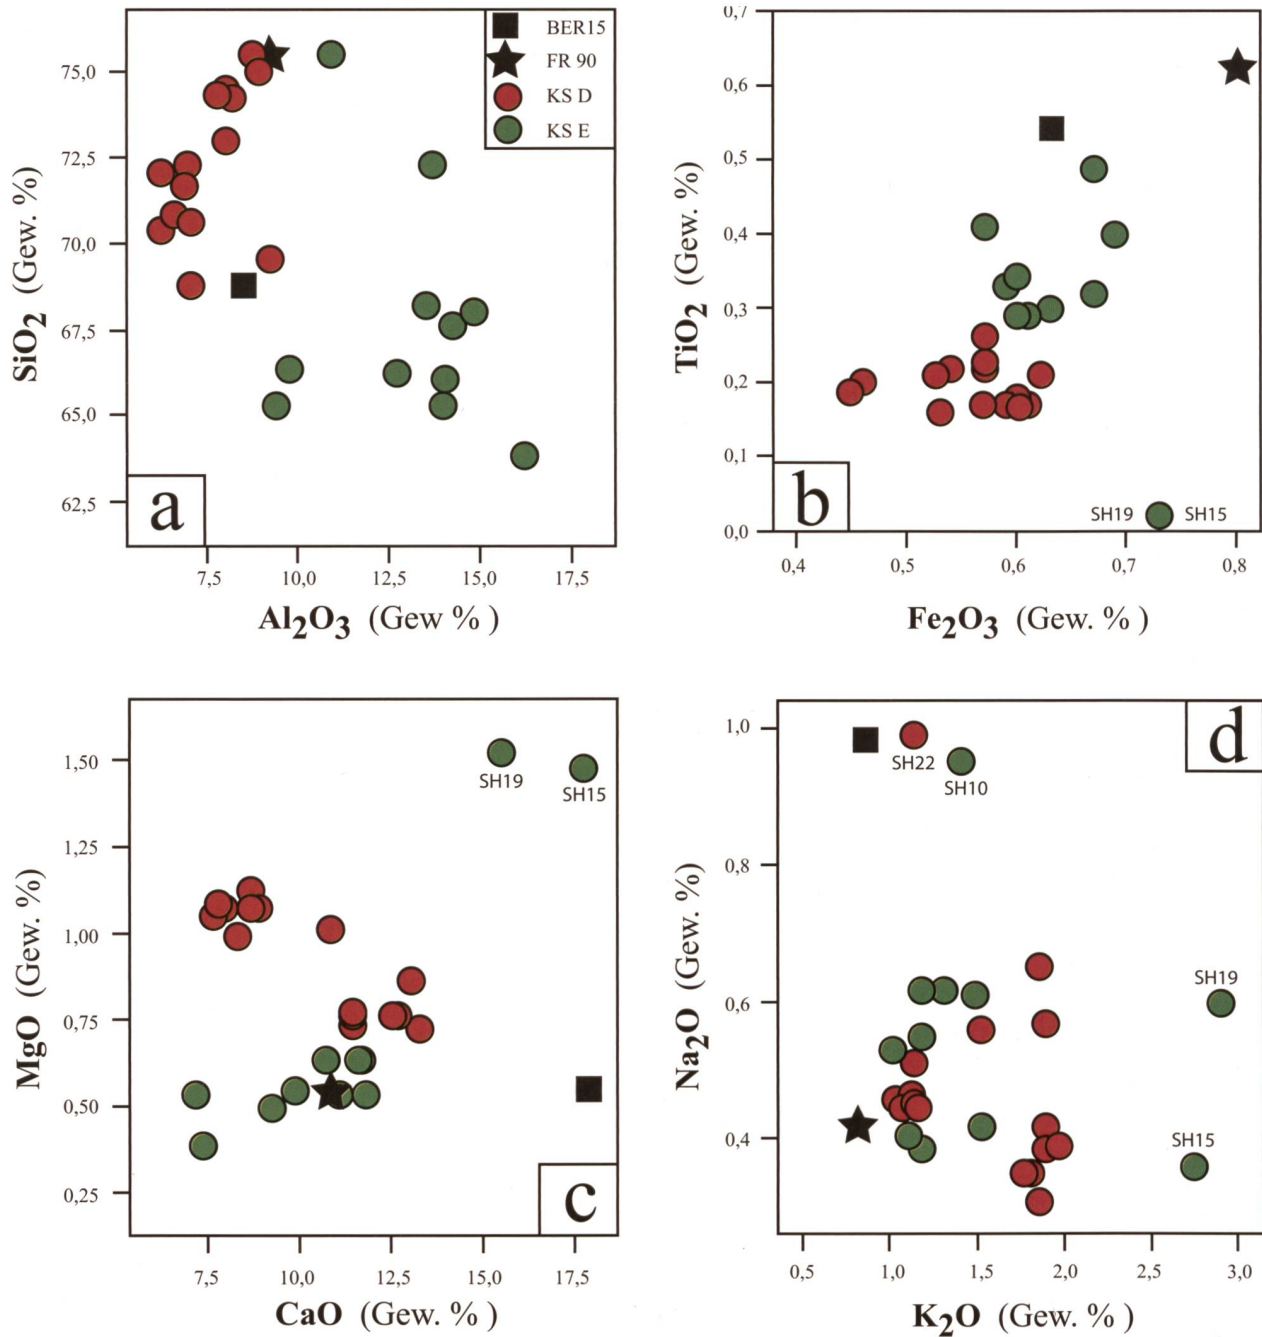 BER15
FR 90
KS D
KS E
75,0
72,5
70,0
67,5
65,0
62,5
SiO2 ((Gew. %)
a
7,5 10,0 12,5 15,0 17,5
Al2O3 (Gew % )
0,7
0,6
0,5
0,4
0,3
0,2
0,1
0,0
TiO2 (Gew. %)
b
SH19 SH15
0,4 0,5 0,6 0,7 0,8
Fe2O3 (Gew. % )
1,50
1,25
1,00
0,75
0,50
0,25
MgO (Gew. %)
SH19
SH15
c
7,5 10,0 12,5 15,0 17,5
CaO (Gew. %)
1,0
0,8
0,6
0,4
Na2O (Gew. %)
d
SH22
SH10
SH19
SH15
0,5 1,0 1,5 2,0 2,5 3,0
K2O (Gew. % )